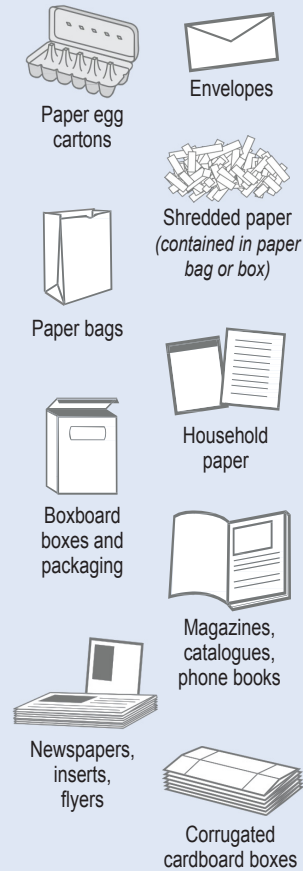 Paper egg
cartons
Envelopes
Shredded paper
(contained in paper
bag or box)
Paper bags
Household
paper
Boxboard
boxes and
packaging
Magazines,
catalogues,
phone books
Newspapers,
inserts,
flyers
Corrugated
cardboard boxes